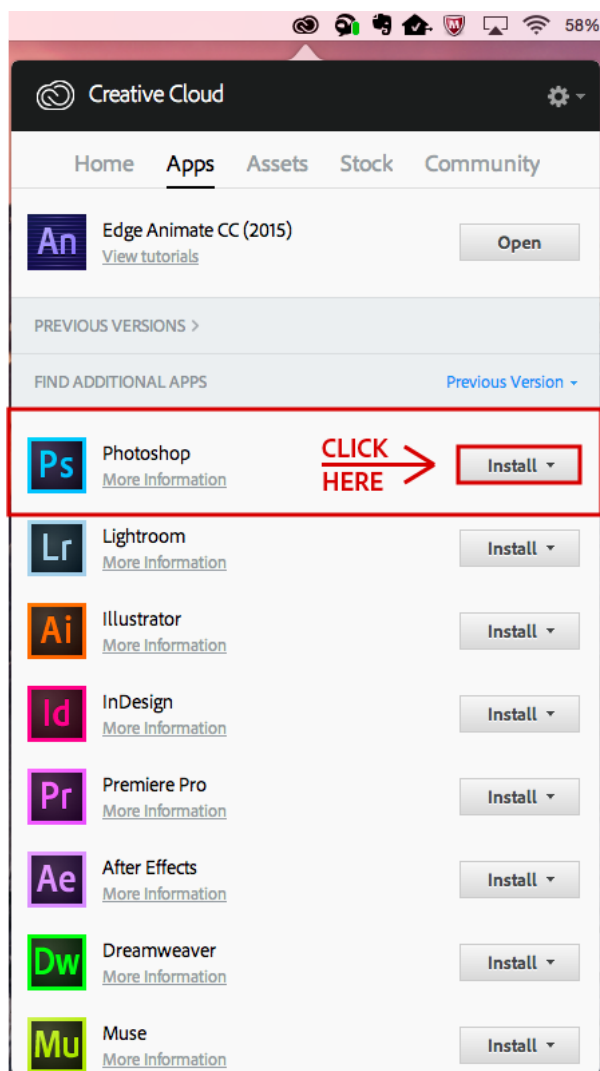 58%
Creative Cloud
Home Apps Assets Stock Community
An
Edge Animate CC (2015)
View tutorials
Open
PREVIOUS VERSIONS >
FIND ADDITIONAL APPS
Previous Version
Ps
Photoshop
More Information
CLICK
HERE
Install
Lr
Lightroom
More Information
Install
Ai
Illustrator
More Information
Install
Id
InDesign
More Information
Install
Pr
Premiere Pro
More Information
Install
Ae
After Effects
More Information
Install
Dw
Dreamweaver
More Information
Install
Mu
Muse
More Information
Install